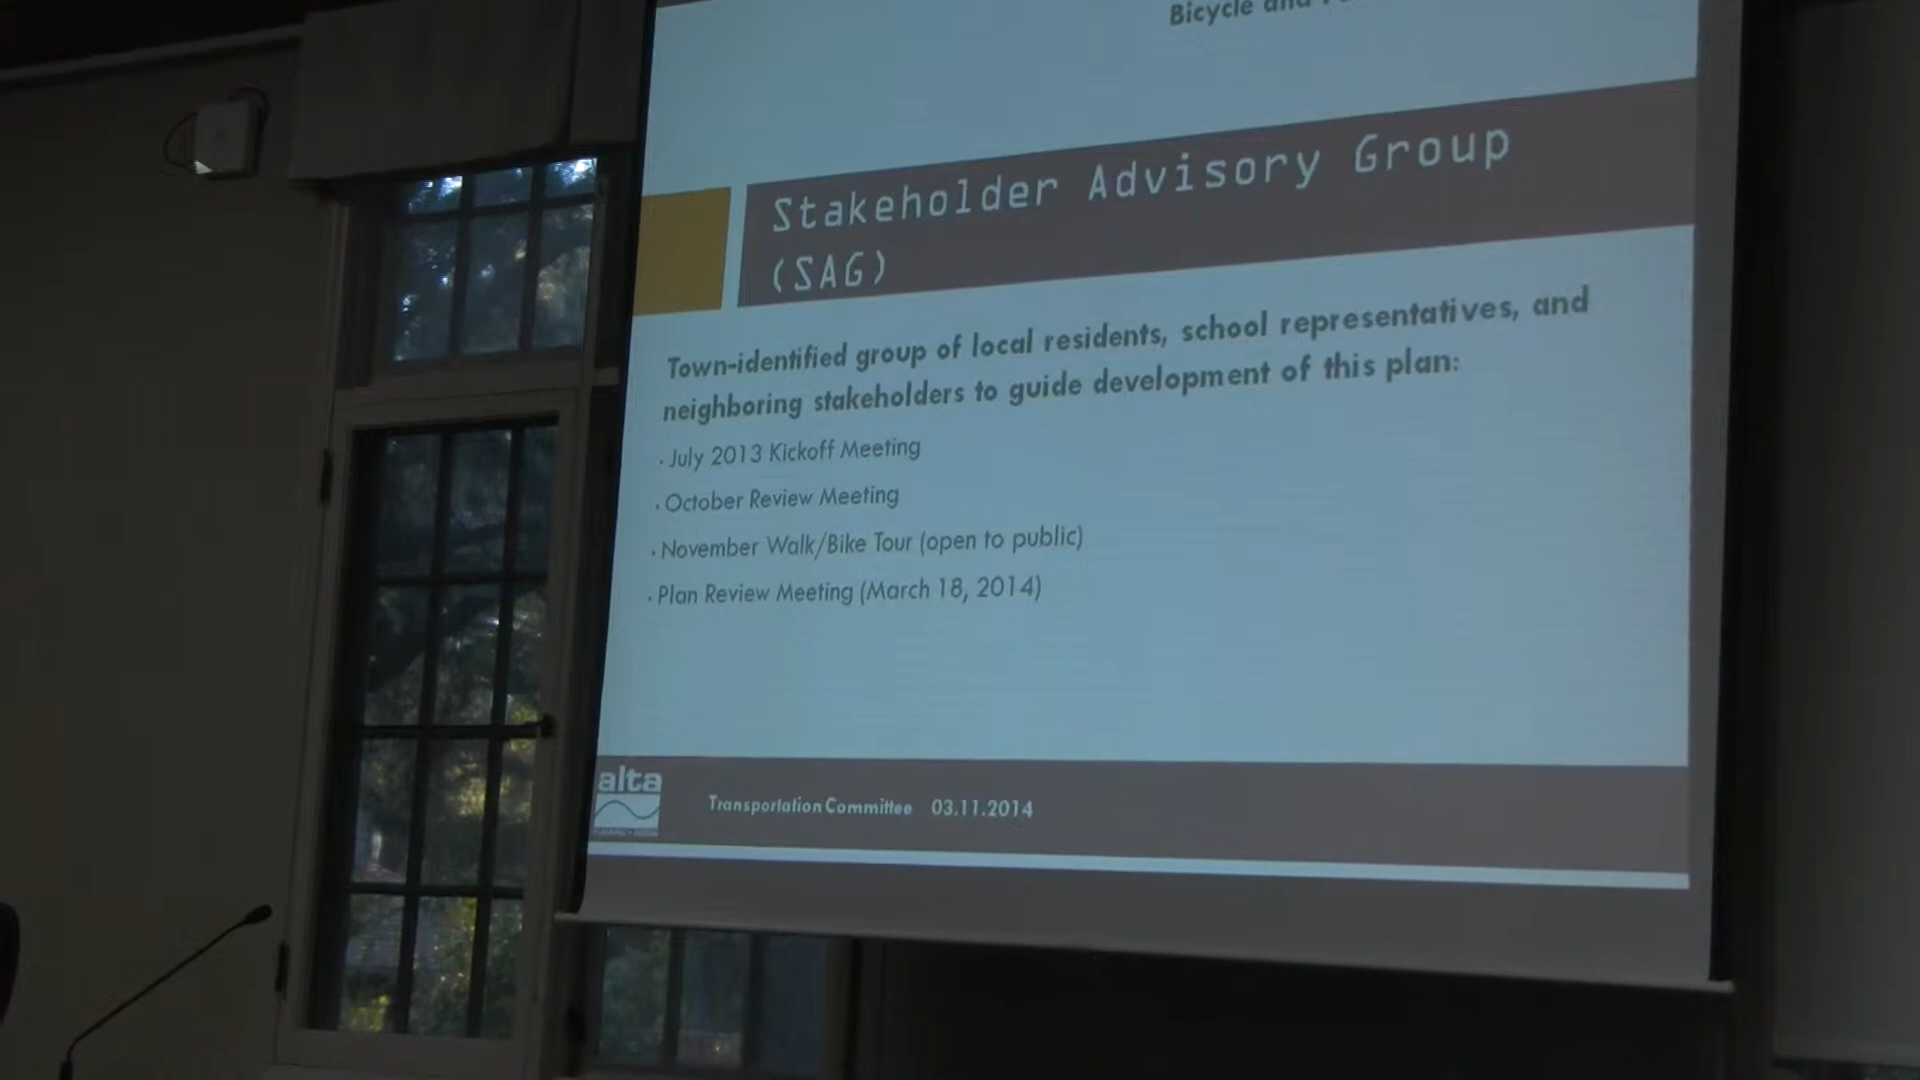 Bicycle and
Stakeholder Advisory Group
(SAG)
Town-identified group of local residents, school representatives, and
neighboring stakeholders to guide development of this plan:
· July 2013 Kickoff Meeting
· October Review Meeting
· November Walk/Bike Tour (open to public)
· Plan Review Meeting (March 18, 2014)
alta
Transportation Committee 03.11.2014